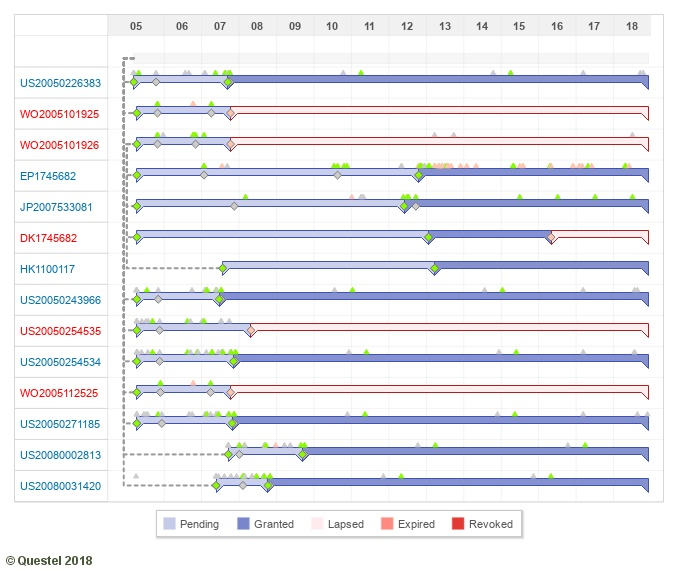 05 06 07 08 09 10 11 12 13 14 15 16 17 18
US20050226383
WO2005101925
WO2005101926
EP1745682
JP2007533081
DK1745682
HK1100117
US20050243966
US20050254535
US20050254534
WO2005112525
US20050271185
US20080002813
US20080031420
Pending Granted Lapsed Expired Revoked
© Questel 2018